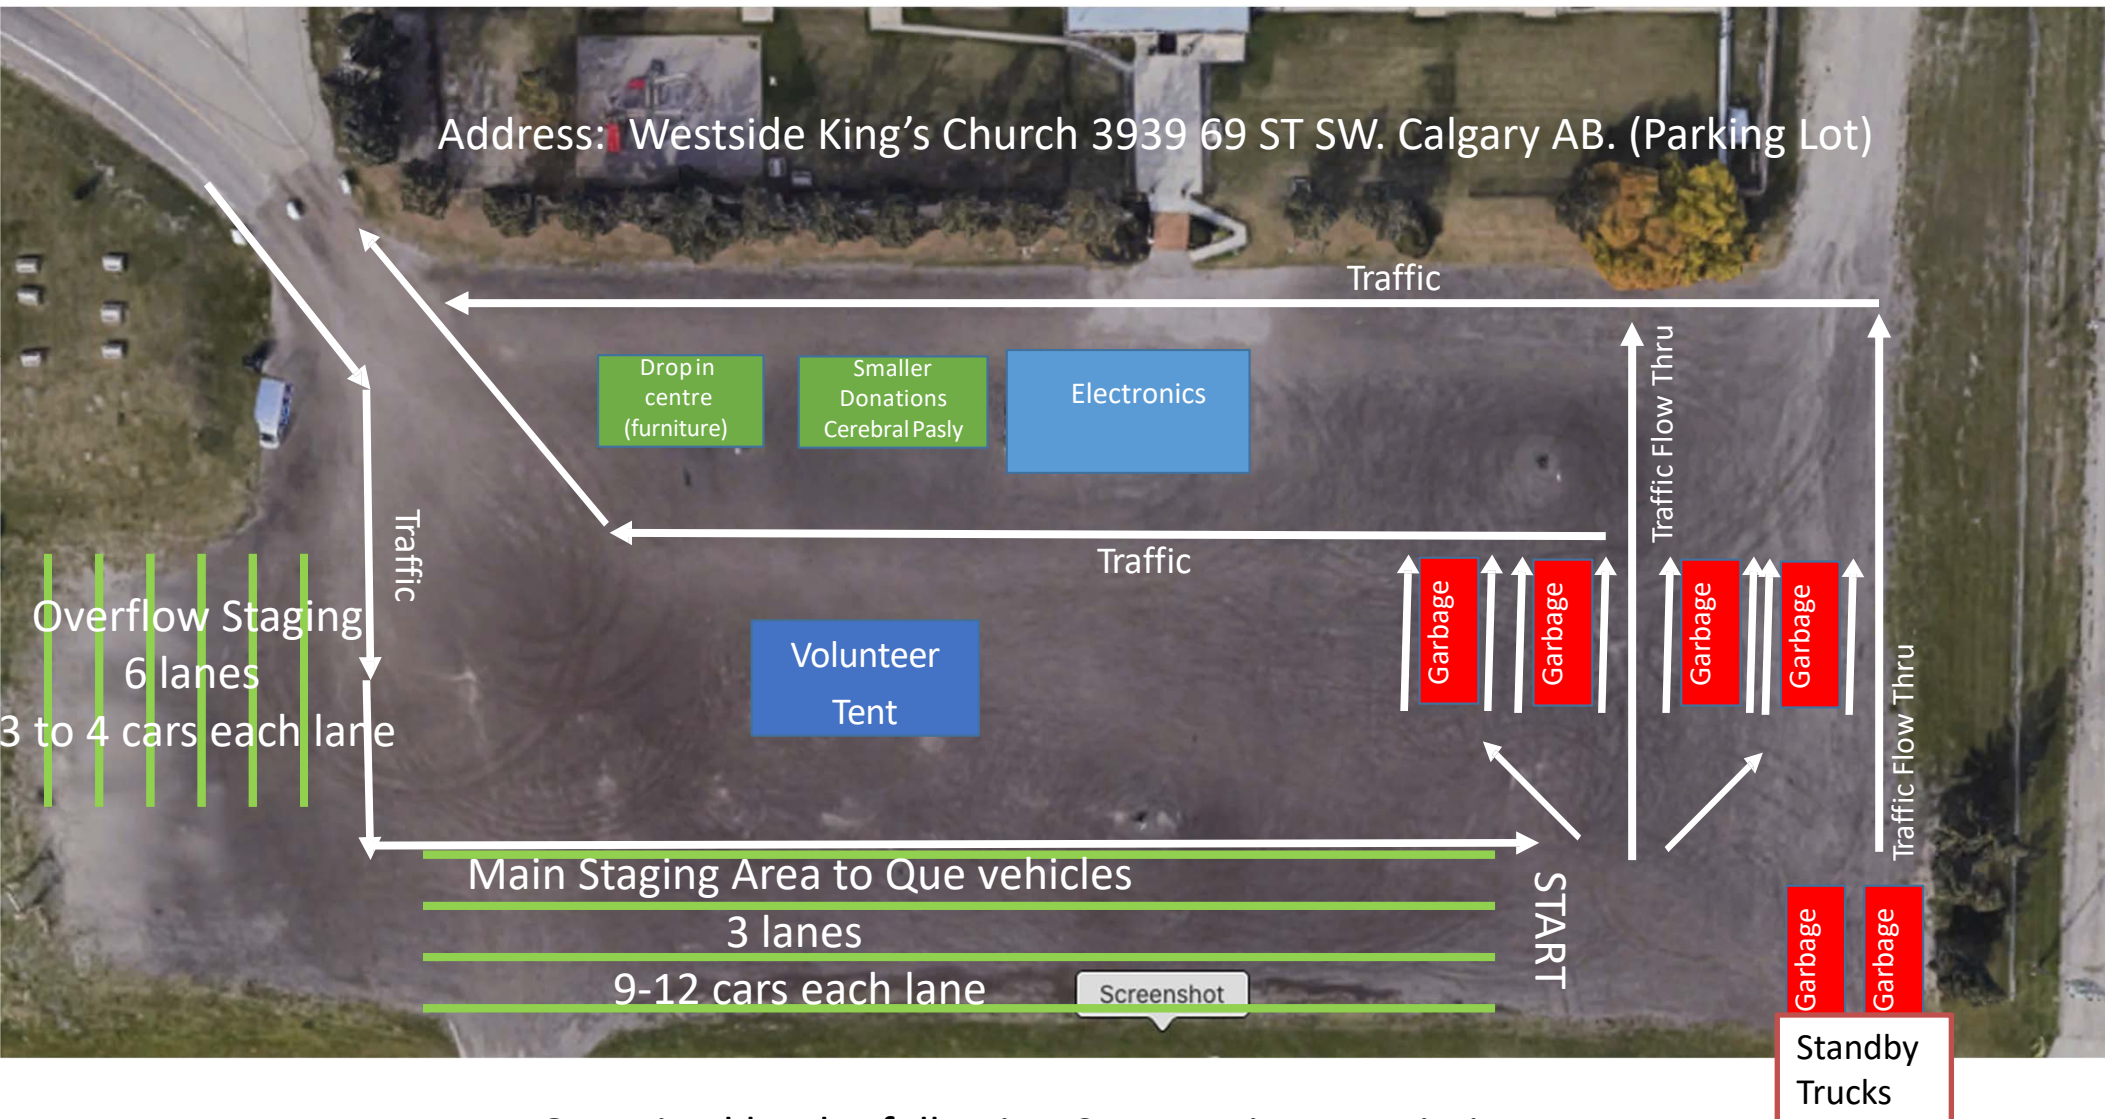 Address:  Westside King's Church 3939 69 ST SW. Calgary AB. (Parking Lot)
Traffic
Drop in
centre
(furniture)
Smaller
Donations
Cerebral Pasly
Electronics
Traffic Flow Thru
Traffic
Traffic
Garbage
Garbage
Garbage
Garbage
Overflow Staging
6 lanes
3 to 4 cars each lane
Volunteer
Tent
Traffic Flow Thru
Main Staging Area to Que vehicles
3 lanes
9-12 cars each lane
START
Screenshot
Garbage
Garbage
Standby
Trucks